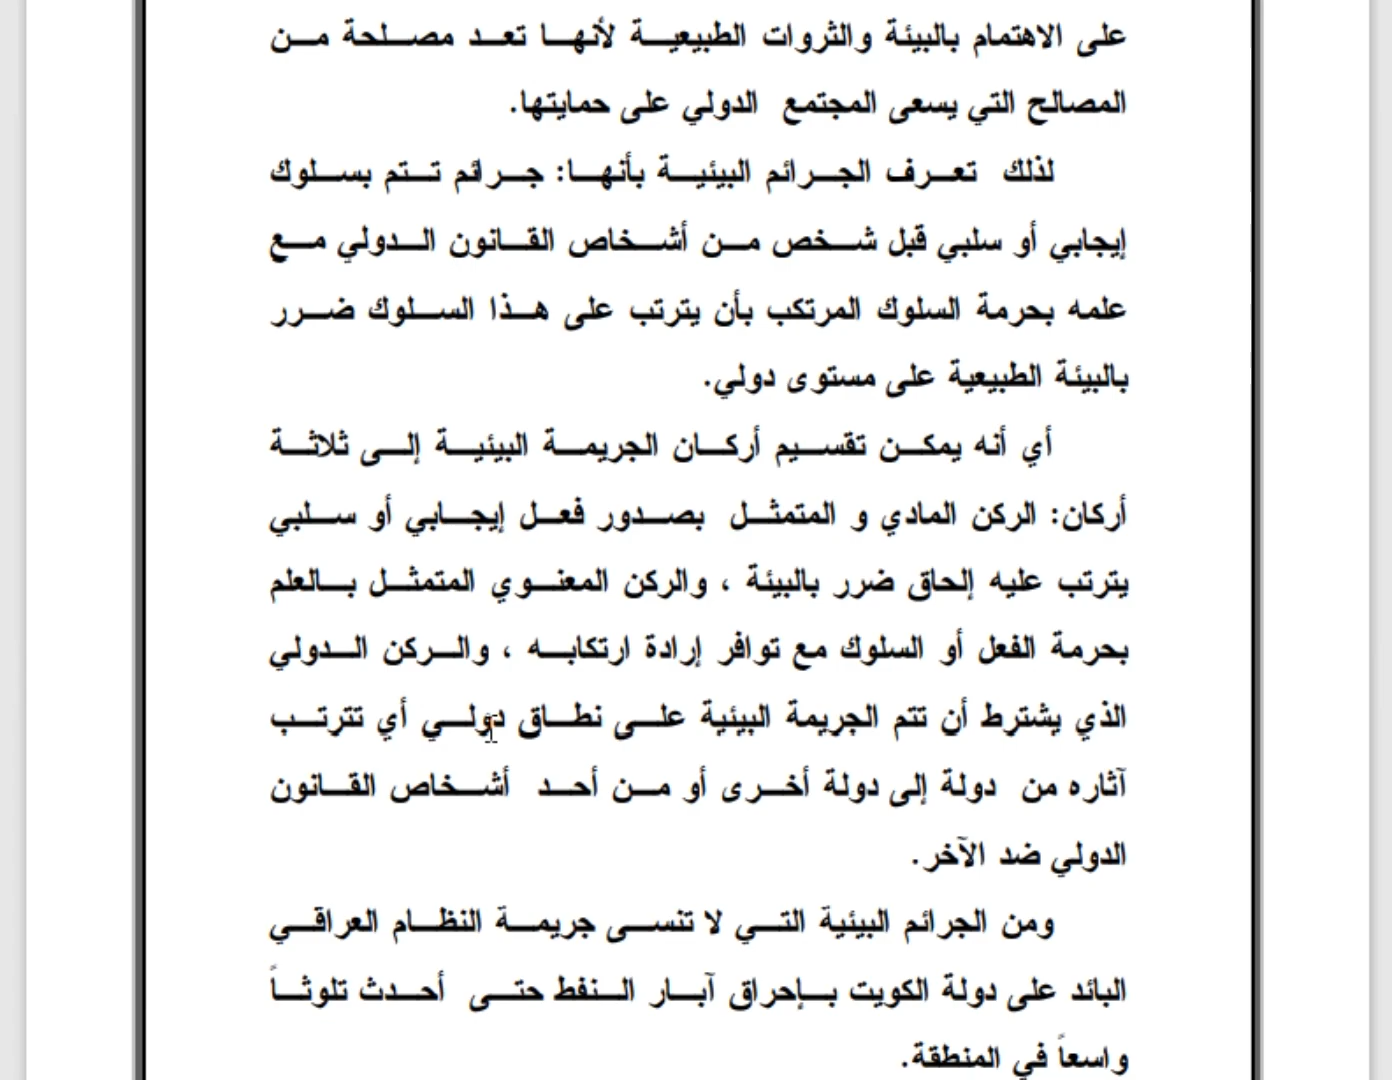 على الاهتمام بالبيئة والثروات الطبيعية لأنها تعد مصلحة من
المصالح التي يسعى المجتمع الدولي على حمايتها.
لذلك تعرف الجرائم البيئية بأنها: جرائم تتم بسلوك
إيجابي أو سلبي قبل شخص من أشخاص القانون الدولي مع
علمه بحرمة السلوك المرتكب بأن يترتب على هذا السلوك ضرر
بالبيئة الطبيعية على مستوى دولي.
أي أنه يمكن تقسيم أركان الجريمة البيئية إلى ثلاثة
أركان: الركن المادي و المتمثل بصدور فعل إيجابي أو سلبي
يترتب عليه إلحاق ضرر بالبيئة ، والركن المعنوي المتمثل بالعلم
بحرمة الفعل أو السلوك مع توافر إرادة ارتكابه ، والركن الدولي
الذي يشترط أن تتم الجريمة البيئية على نطاق دولي أي تترتب
آثاره من دولة إلى دولة أخرى أو من أحد أشخاص القانون
الدولي ضد الآخر.
ومن الجرائم البيئية التي لا تنسى جريمة النظام العراقي
البائد على دولة الكويت بإحراق آبار النفط حتى أحدث تلوثاً
واسعاً في المنطقة.